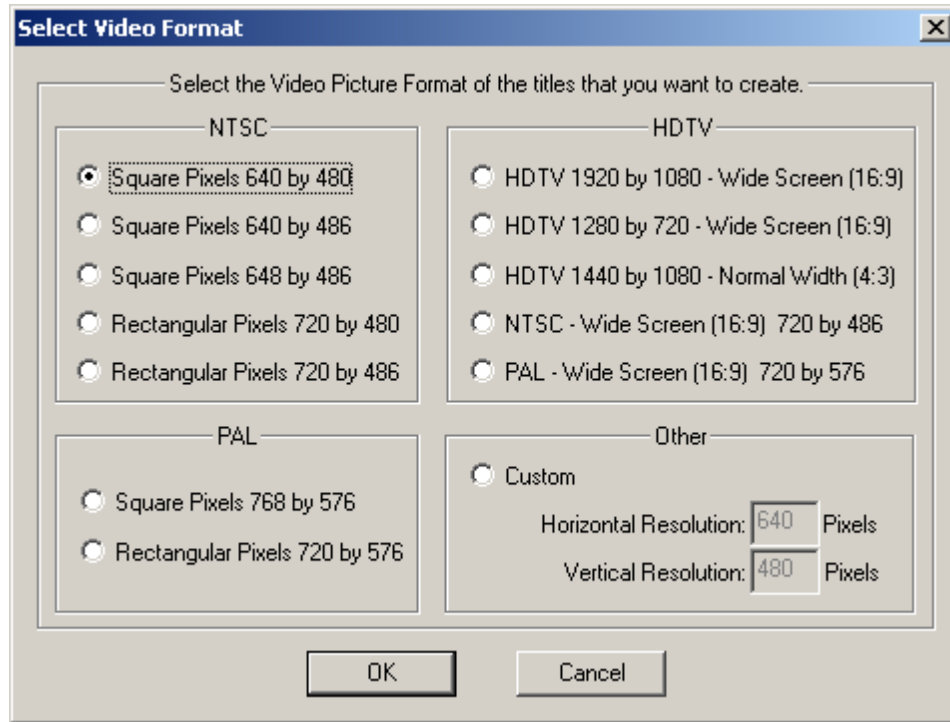 Select Video Format
Select the Video Picture Format of the titles that you want to create.
NTSC
Square Pixels 640 by 480
Square Pixels 640 by 486
Square Pixels 648 by 486
Rectangular Pixels 720 by 480
Rectangular Pixels 720 by 486
HDTV
HDTV 1920 by 1080 - Wide Screen (16:9)
HDTV 1280 by 720 - Wide Screen (16:9)
HDTV 1440 by 1080 - Normal Width (4:3)
NTSC - Wide Screen (16:9) 720 by 486
PAL - Wide Screen (16:9) 720 by 576
PAL
Square Pixels 768 by 576
Rectangular Pixels 720 by 576
Other
Custom
Horizontal Resolution: 640 Pixels
Vertical Resolution: 480 Pixels
OK Cancel